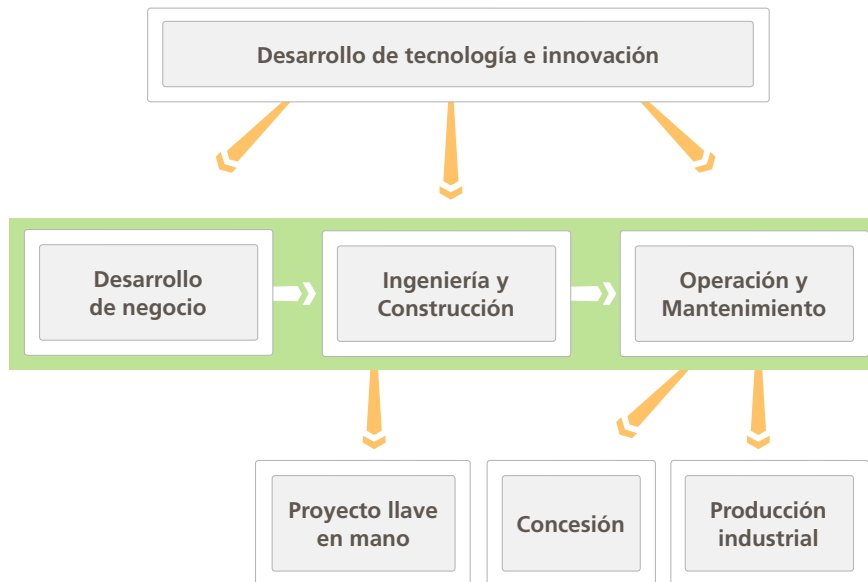 Desarrollo de tecnología e innovación
Desarrollo
de negocio
Ingeniería y
Construcción
Operación y
Mantenimiento
Proyecto llave
en mano
Concesión
Producción
industrial